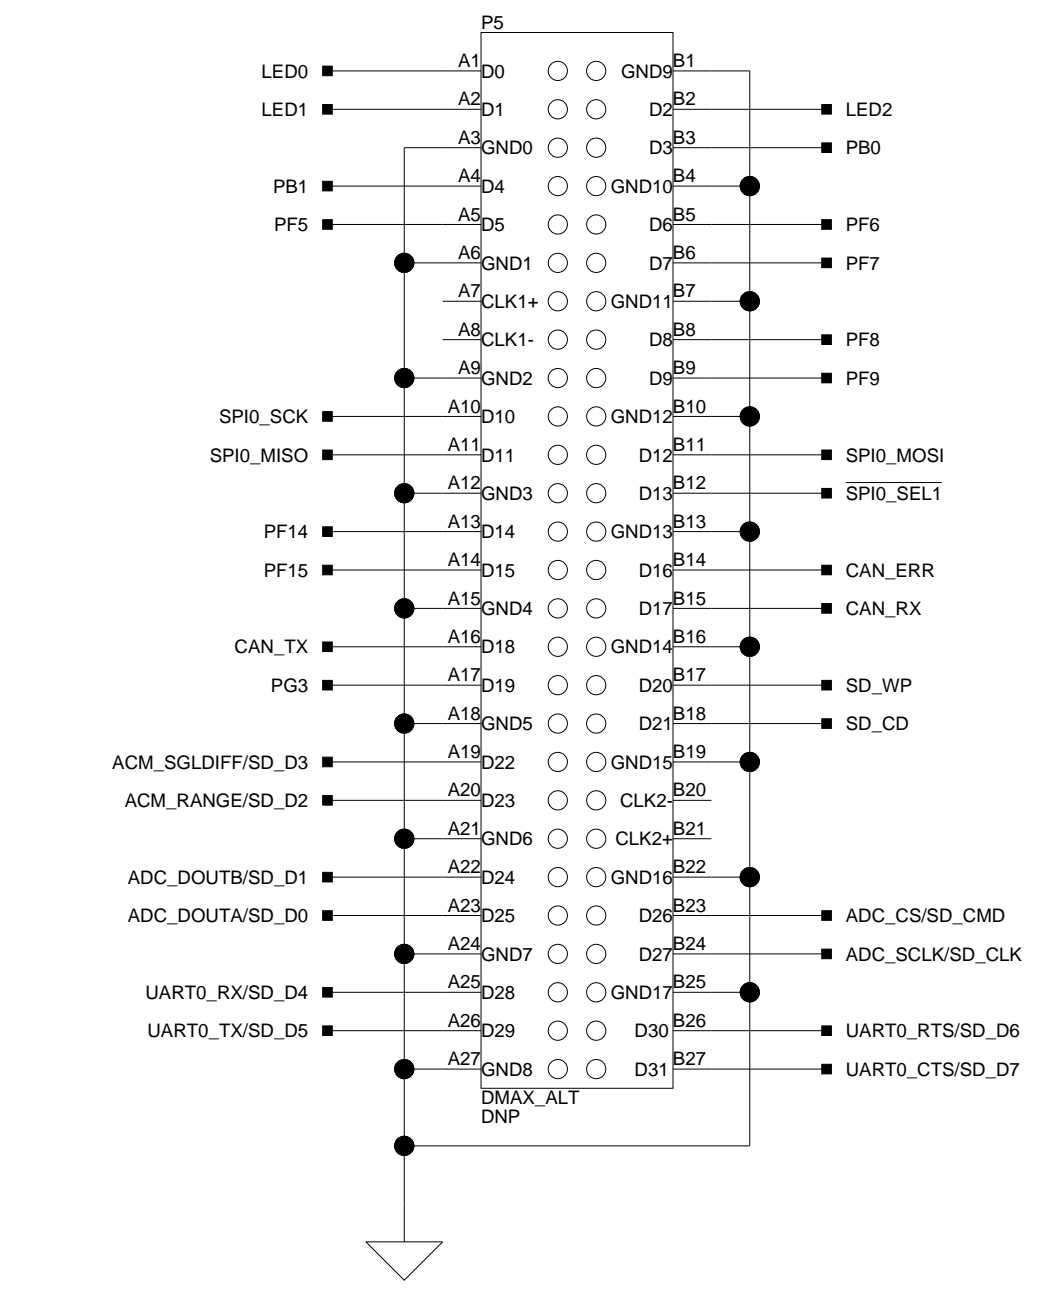 P5
LED0 A1 D0 GND9 B1
LED1 A2 D1 D2 B2 LED2
A3 GND0 D3 B3 PB0
PB1 A4 D4 GND10 B4
PF5 A5 D5 D6 B5 PF6
A6 GND1 D7 B6 PF7
A7 CLK1+ GND11 B7
A8 CLK1- D8 B8 PF8
A9 GND2 D9 B9 PF9
SPI0_SCK A10 D10 GND12 B10
SPI0_MISO A11 D11 D12 B11 SPI0_MOSI
A12 GND3 D13 B12 SPI0_SEL1
PF14 A13 D14 GND13 B13
PF15 A14 D15 D16 B14 CAN_ERR
A15 GND4 D17 B15 CAN_RX
CAN_TX A16 D18 GND14 B16
PG3 A17 D19 D20 B17 SD_WP
A18 GND5 D21 B18 SD_CD
ACM_SGLDIFF/SD_D3 A19 D22 GND15 B19
ACM_RANGE/SD_D2 A20 D23 CLK2- B20
A21 GND6 CLK2+ B21
ADC_DOUTB/SD_D1 A22 D24 GND16 B22
ADC_DOUTA/SD_D0 A23 D25 D26 B23 ADC_CS/SD_CMD
A24 GND7 D27 B24 ADC_SCLK/SD_CLK
UART0_RX/SD_D4 A25 D28 GND17 B25
UART0_TX/SD_D5 A26 D29 D30 B26 UART0_RTS/SD_D6
A27 GND8 D31 B27 UART0_CTS/SD_D7
DMAX_ALT
DNP